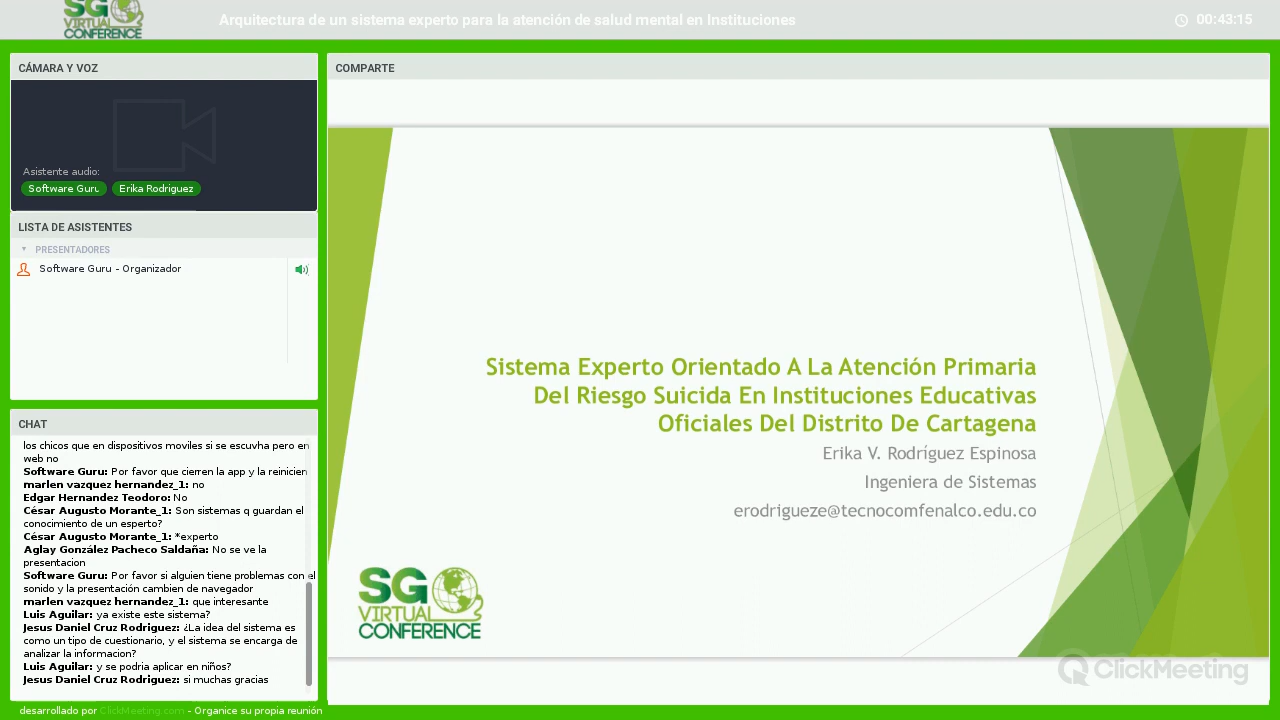 SG
VIRTUAL
CONFERENCE
Arquitectura de un sistema experto para la atención de salud mental en Instituciones
00:43:15
CÁMARA Y VOZ
Asistente audio:
Software Guru
Erika Rodriguez
LISTA DE ASISTENTES
PRESENTADORES
Software Guru - Organizador
CHAT
los chicos que en dispositivos moviles si se escuvha pero en
web no
Software Guru: Por favor que cierren la app y la reinicien
marlen vazquez hernandez_1: no
Edgar Hernandez Teodoro: No
César Augusto Morante_1: Son sistemas q guardan el
conocimiento de un esperto?
César Augusto Morante_1: *experto
Aglay González Pacheco Saldaña: No se ve la
presentacion
Software Guru: Por favor si alguien tiene problemas con el
sonido y la presentación cambien de navegador
marlen vazquez hernandez_1: que interesante
Luis Aguilar: ya existe este sistema?
Jesus Daniel Cruz Rodriguez: ¿La idea del sistema es
como un tipo de cuestionario, y el sistema se encarga de
analizar la informacion?
Luis Aguilar: y se podria aplicar en niños?
Jesus Daniel Cruz Rodriguez: si muchas gracias
desarrollado por ClickMeeting.com - Organice su propia reunión
COMPARTE
Sistema Experto Orientado A La Atención Primaria
Del Riesgo Suicida En Instituciones Educativas
Oficiales Del Distrito De Cartagena
Erika V. Rodríguez Espinosa
Ingeniera de Sistemas
erodrigueze@tecnocomfenalco.edu.co
SG
VIRTUAL
CONFERENCE
ClickMeeting